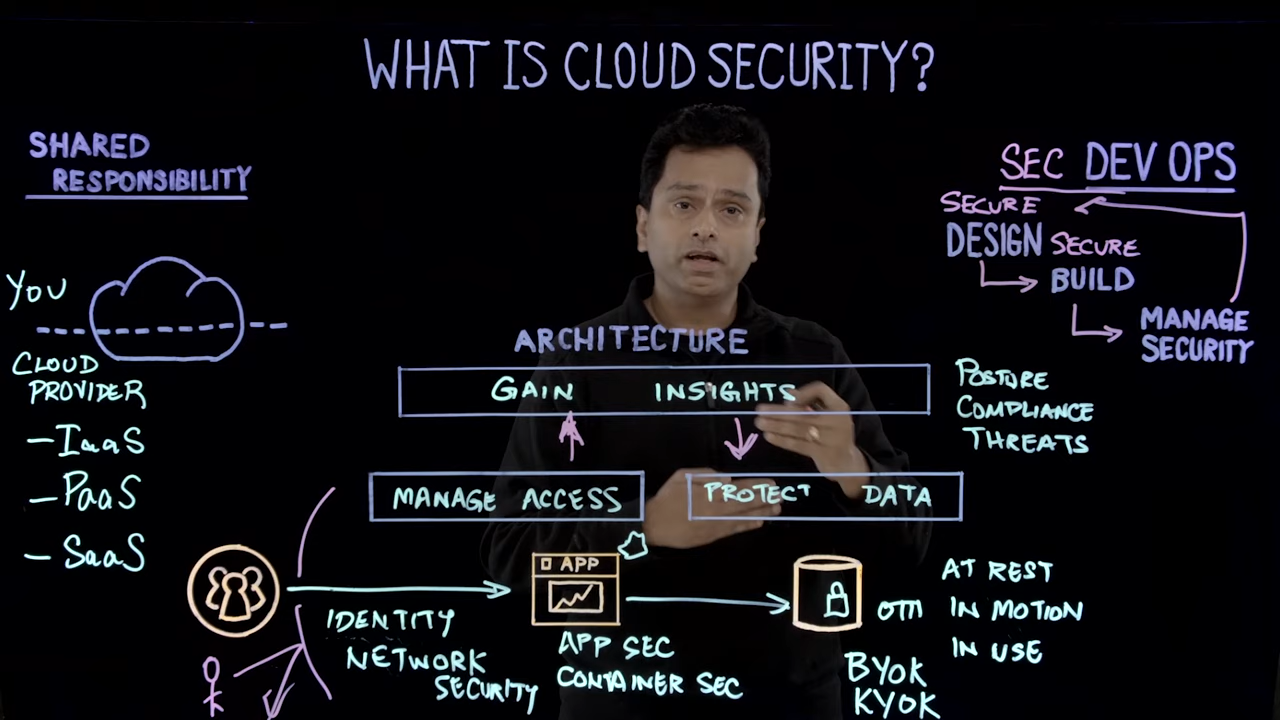 WHAT IS CLOUD SECURITY?
SHARED
RESPONSIBILITY
YOU
CLOUD
PROVIDER
- IaaS
- PaaS
- SaaS
ARCHITECTURE
GAIN INSIGHTS
MANAGE ACCESS
PROTECT DATA
APP
IDENTITY
NETWORK
SECURITY
APP SEC
CONTAINER SEC
BYOK
KYOK
AT REST
IN MOTION
IN USE
POSTURE
COMPLIANCE
THREATS
SEC DEV OPS
SECURE
DESIGN
SECURE
BUILD
MANAGE
SECURITY